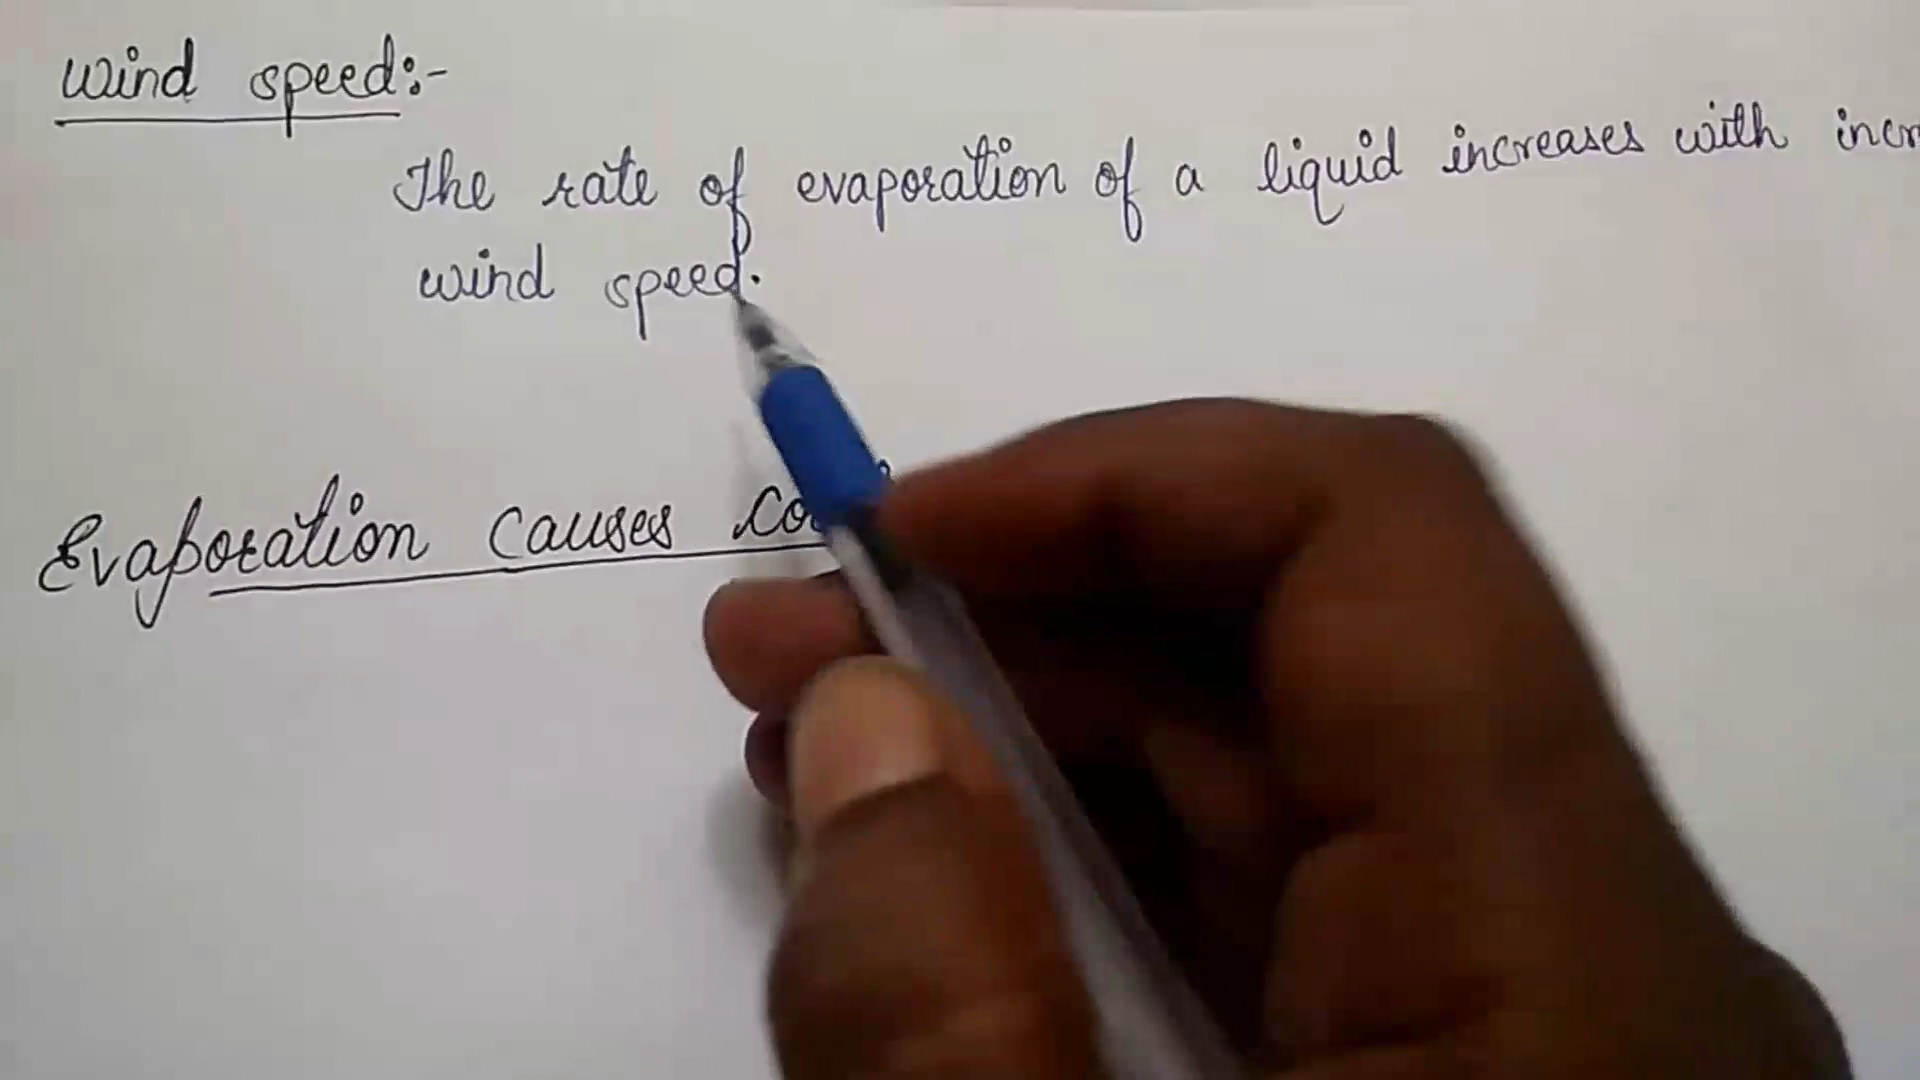 Wind speed:-
The rate of evaporation of a liquid increases with
wind speed.
Evaporation causes